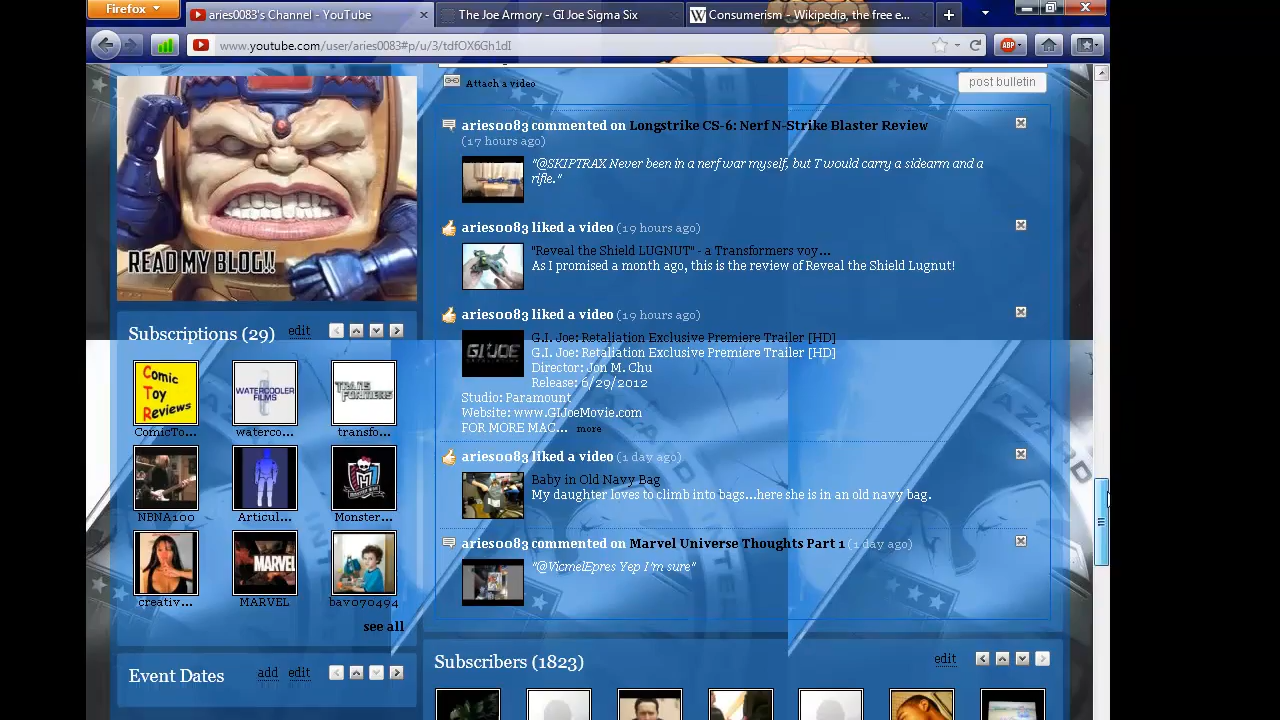 Firefox
aries0083's Channel - YouTube
The Joe Armory - GI Joe Sigma Six
Consumerism - Wikipedia, the free e...
www.youtube.com/user/aries0083#p/u/3/tdfOX6Gh1dI
ABP
Attach a video
post bulletin
aries0083 commented on Longstrike CS-6: Nerf N-Strike Blaster Review
(17 hours ago)
"@SKIPTRAX Never been in a nerf war myself, but I would carry a sidearm and a
rifle."
aries0083 liked a video (19 hours ago)
"Reveal the Shield LUGNUT" - a Transformers voy...
As I promised a month ago, this is the review of Reveal the Shield Lugnut!
READ MY BLOG!!
aries0083 liked a video (19 hours ago)
GI JOE
G.I. Joe: Retaliation Exclusive Premiere Trailer [HD]
G.I. Joe: Retaliation Exclusive Premiere Trailer [HD]
Director: Jon M. Chu
Release: 6/29/2012
Studio: Paramount
Website: www.GIJoeMovie.com
FOR MORE MAC... more
aries0083 liked a video (1 day ago)
Baby in Old Navy Bag
My daughter loves to climb into bags...here she is in an old navy bag.
aries0083 commented on Marvel Universe Thoughts Part 1 (1 day ago)
"@VicmelEpres Yep I'm sure"
Subscriptions (29) edit
Comic
Toy
Reviews
WATERCOOLER
FILMS
TRANSFORMERS
ComicTo...
waterco...
transfo...
MONSTER HIGH
NBNA100
Articul...
Monster...
MARVEL
creativ...
MARVEL
bav070494
see all
Event Dates add edit
Subscribers (1823) edit